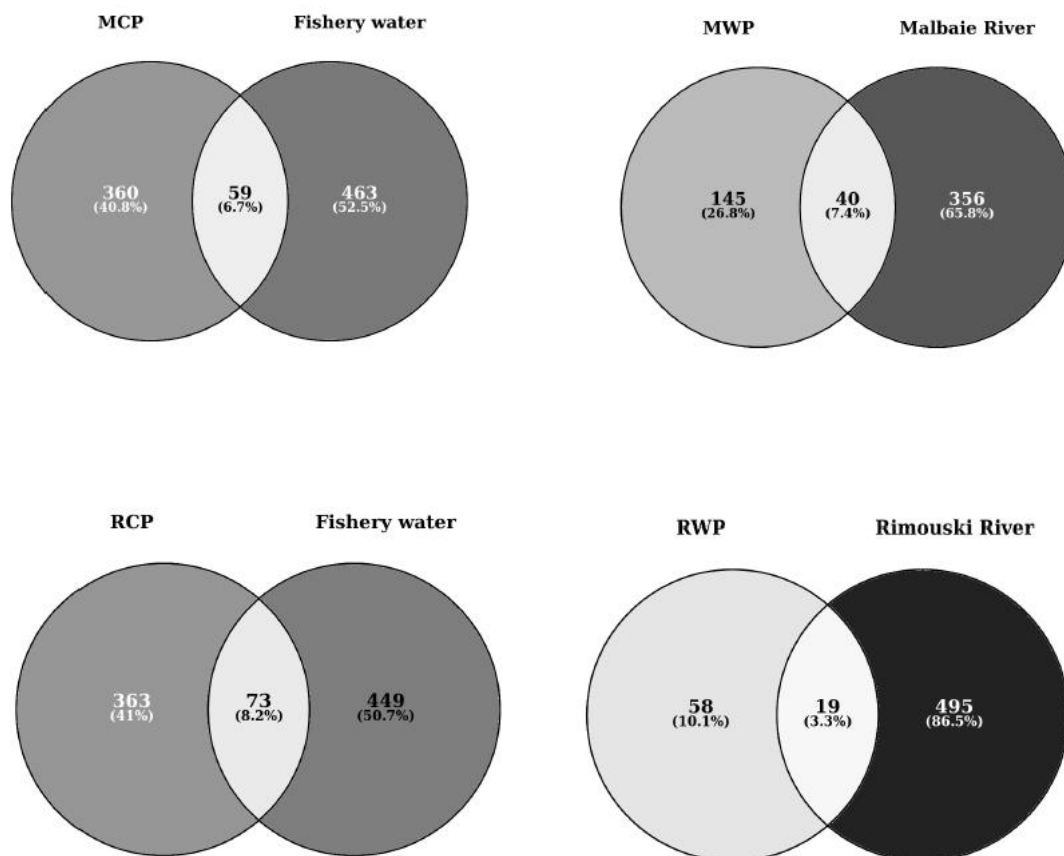 MCP Fishery water
360 59 463
(40.8%) (6.7%) (52.5%)
MWP Malbaie River
145 40 356
(26.8%) (7.4%) (65.8%)
RCP Fishery water
363 73 449
(41%) (8.2%) (50.7%)
RWP Rimouski River
58 19 495
(10.1%) (3.3%) (86.5%)